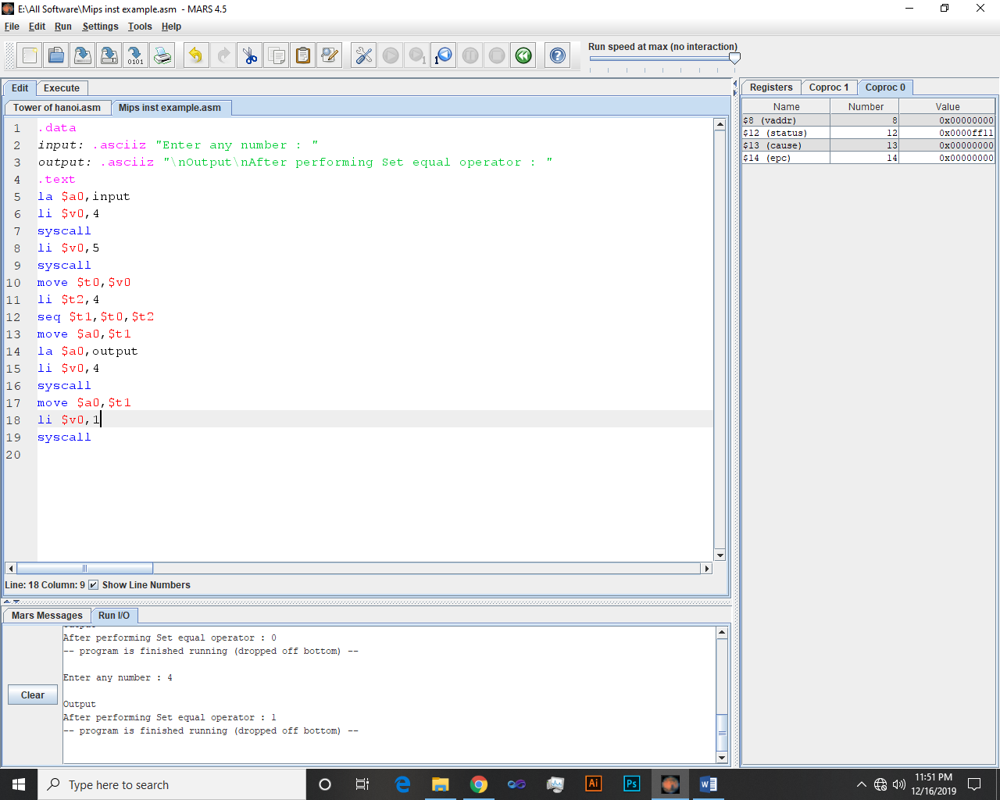 E:\All Software\Mips inst example.asm - MARS 4.5
File Edit Run Settings Tools Help
Run speed at max (no interaction)
Edit Execute
Tower of hanoi.asm Mips inst example.asm
1 .data
2 input: .asciiz "Enter any number : "
3 output: .asciiz "\nOutput\nAfter performing Set equal operator : "
4 .text
5 la $a0,input
6 li $v0,4
7 syscall
8 li $v0,5
9 syscall
10 move $t0,$v0
11 li $t2,4
12 seq $t1,$t0,$t2
13 move $a0,$t1
14 la $a0,output
15 li $v0,4
16 syscall
17 move $a0,$t1
18 li $v0,1
19 syscall
20
Line: 18 Column: 9 Show Line Numbers
Registers Coproc 1 Coproc 0
Name Number Value
$8 (vaddr) 8 0x00000000
$12 (status) 12 0x0000ff11
$13 (cause) 13 0x00000000
$14 (epc) 14 0x00000000
Mars Messages Run I/O
Clear
Output
After performing Set equal operator : 0
-- program is finished running (dropped off bottom) --
Enter any number : 4
Output
After performing Set equal operator : 1
-- program is finished running (dropped off bottom) --
Type here to search
Ai
Ps
11:51 PM
12/16/2019